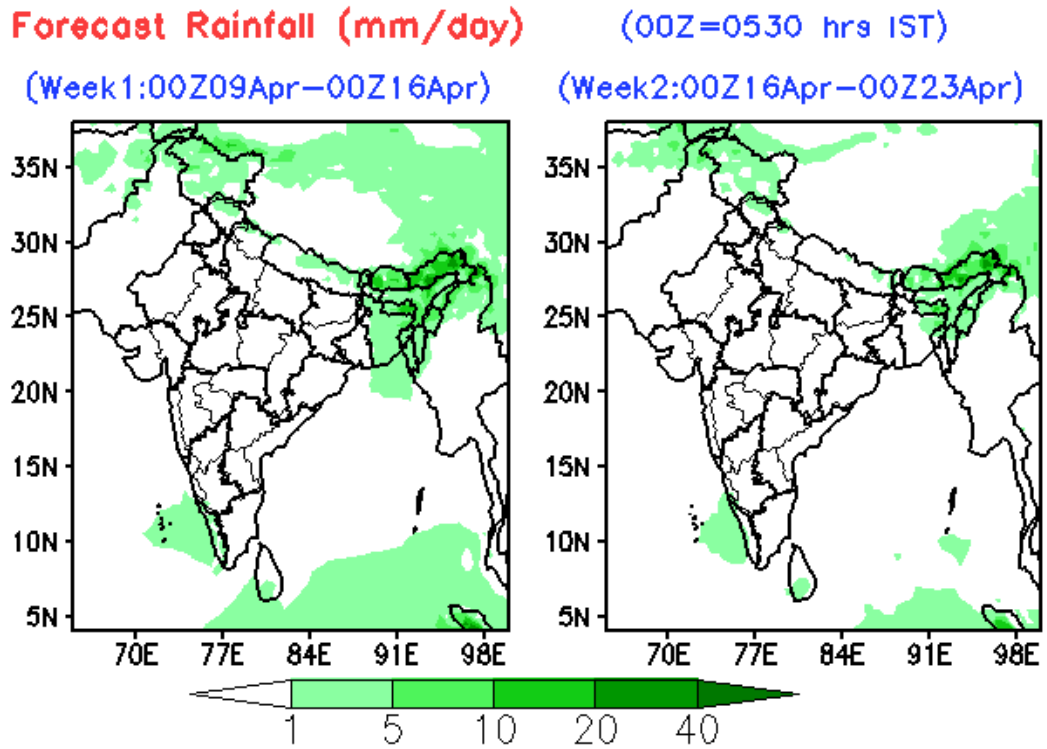 Forecast Rainfall (mm/day) (00Z=0530 hrs IST)
(Week1:00Z09Apr–00Z16Apr) (Week2:00Z16Apr–00Z23Apr)
35N
30N
25N
20N
15N
10N
5N
70E 77E 84E 91E 98E
35N
30N
25N
20N
15N
10N
5N
70E 77E 84E 91E 98E
1 5 10 20 40